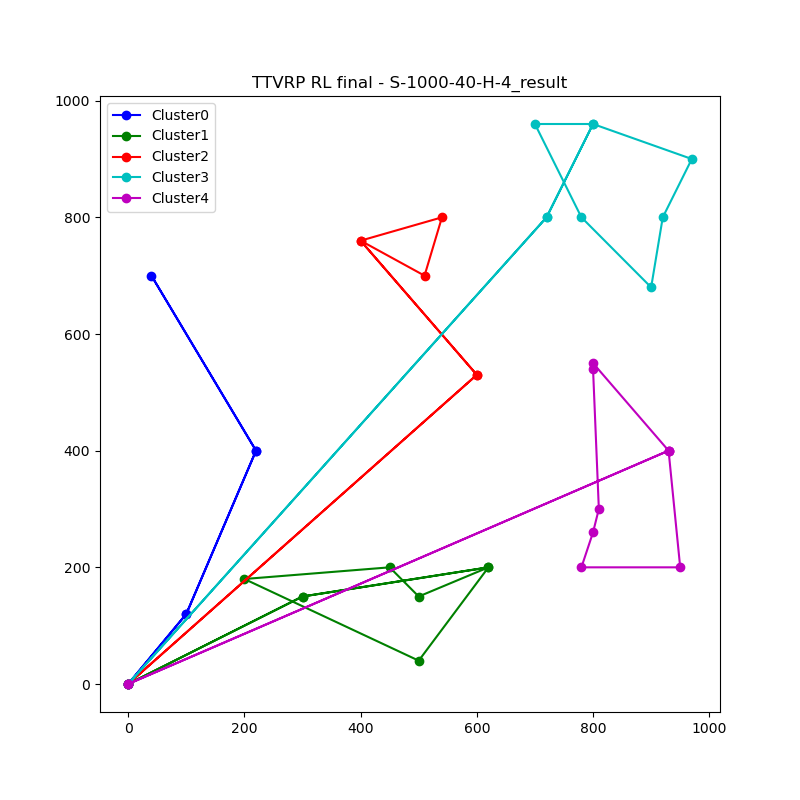 TTVRP RL final - S-1000-40-H-4_result
1000
800
600
400
200
0
Cluster0
Cluster1
Cluster2
Cluster3
Cluster4
0 200 400 600 800 1000